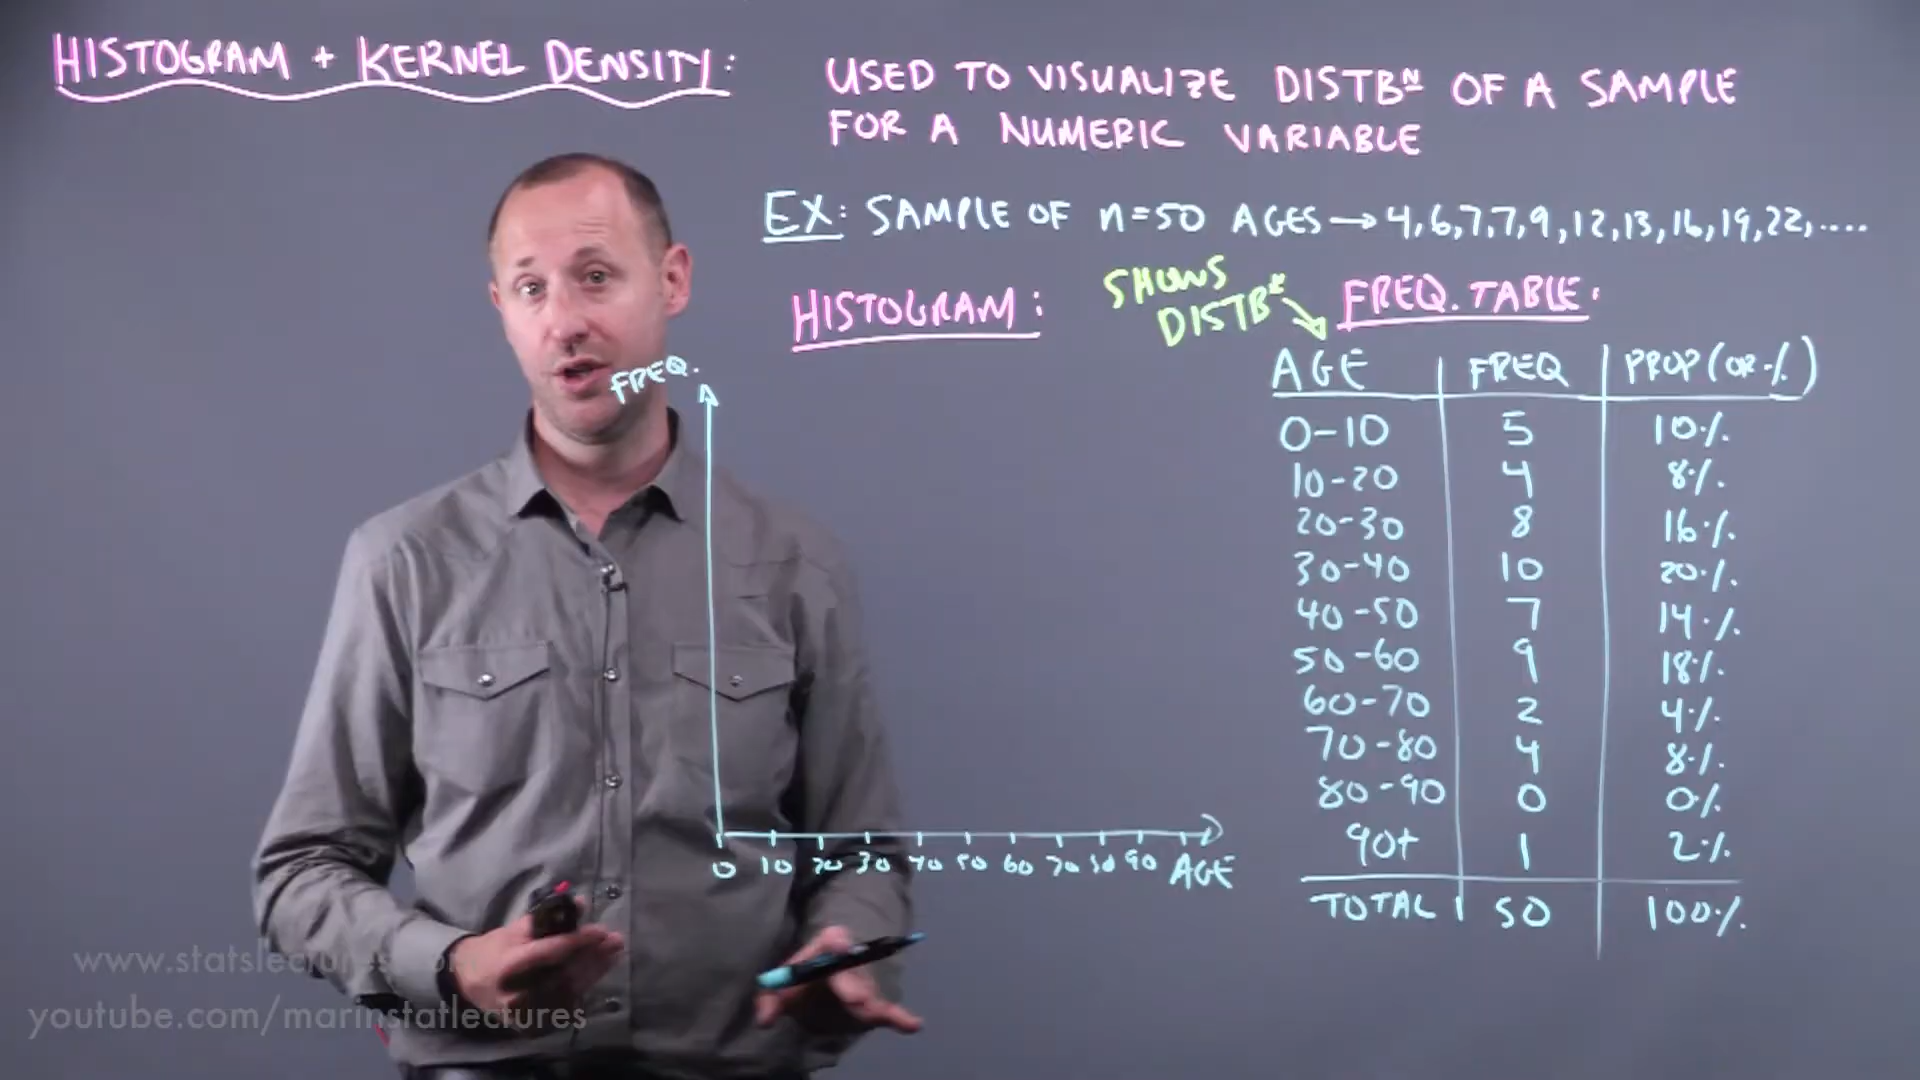 HISTOGRAM + KERNEL DENSITY:
USED TO VISUALIZE DISTBN OF A SAMPLE
FOR A NUMERIC VARIABLE
EX: SAMPLE OF n=50 AGES → 4,6,7,7,9,12,13,16,19,22,....
HISTOGRAM:
SHOWS
DISTBN
FREQ. TABLE:
FREQ.
AGE FREQ PROP (OR %)
0-10 5 10%
10-20 4 8%
20-30 8 16%
30-40 10 20%
40-50 7 14%
50-60 9 18%
60-70 2 4%
70-80 4 8%
80-90 0 0%
90+ 1 2%
TOTAL 50 100%
0 10 20 30 40 50 60 70 80 90 AGE
www.statslectures.com
youtube.com/marinstatlectures